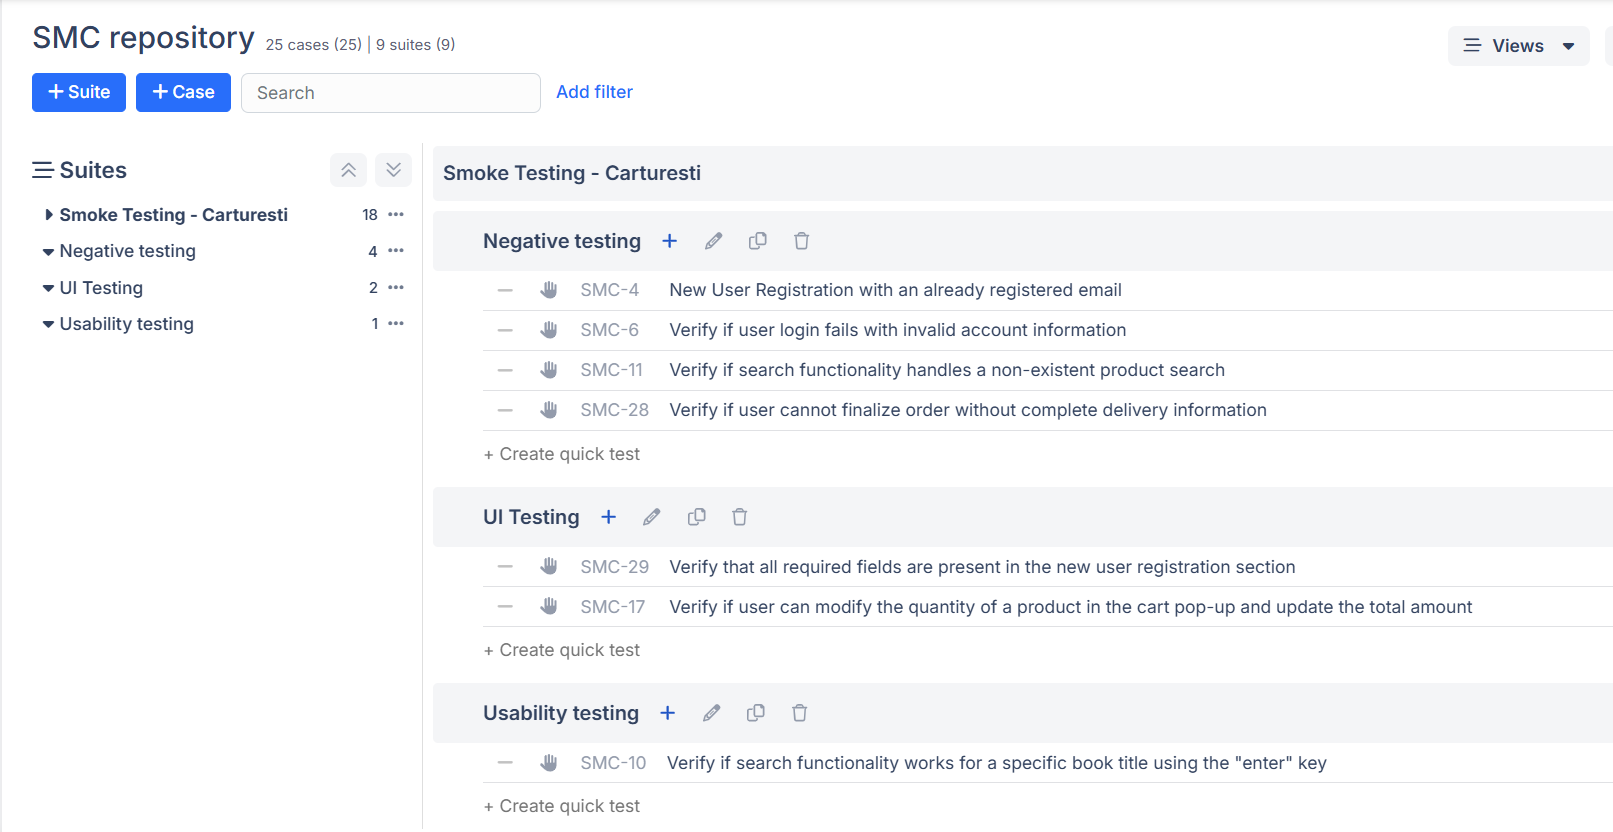 SMC repository 25 cases (25) | 9 suites (9)
Views
+ Suite
+ Case
Search
Add filter
Suites
Smoke Testing - Carturesti 18
Negative testing 4
UI Testing 2
Usability testing 1
Smoke Testing - Carturesti
Negative testing
SMC-4 New User Registration with an already registered email
SMC-6 Verify if user login fails with invalid account information
SMC-11 Verify if search functionality handles a non-existent product search
SMC-28 Verify if user cannot finalize order without complete delivery information
+ Create quick test
UI Testing
SMC-29 Verify that all required fields are present in the new user registration section
SMC-17 Verify if user can modify the quantity of a product in the cart pop-up and update the total amount
+ Create quick test
Usability testing
SMC-10 Verify if search functionality works for a specific book title using the "enter" key
+ Create quick test